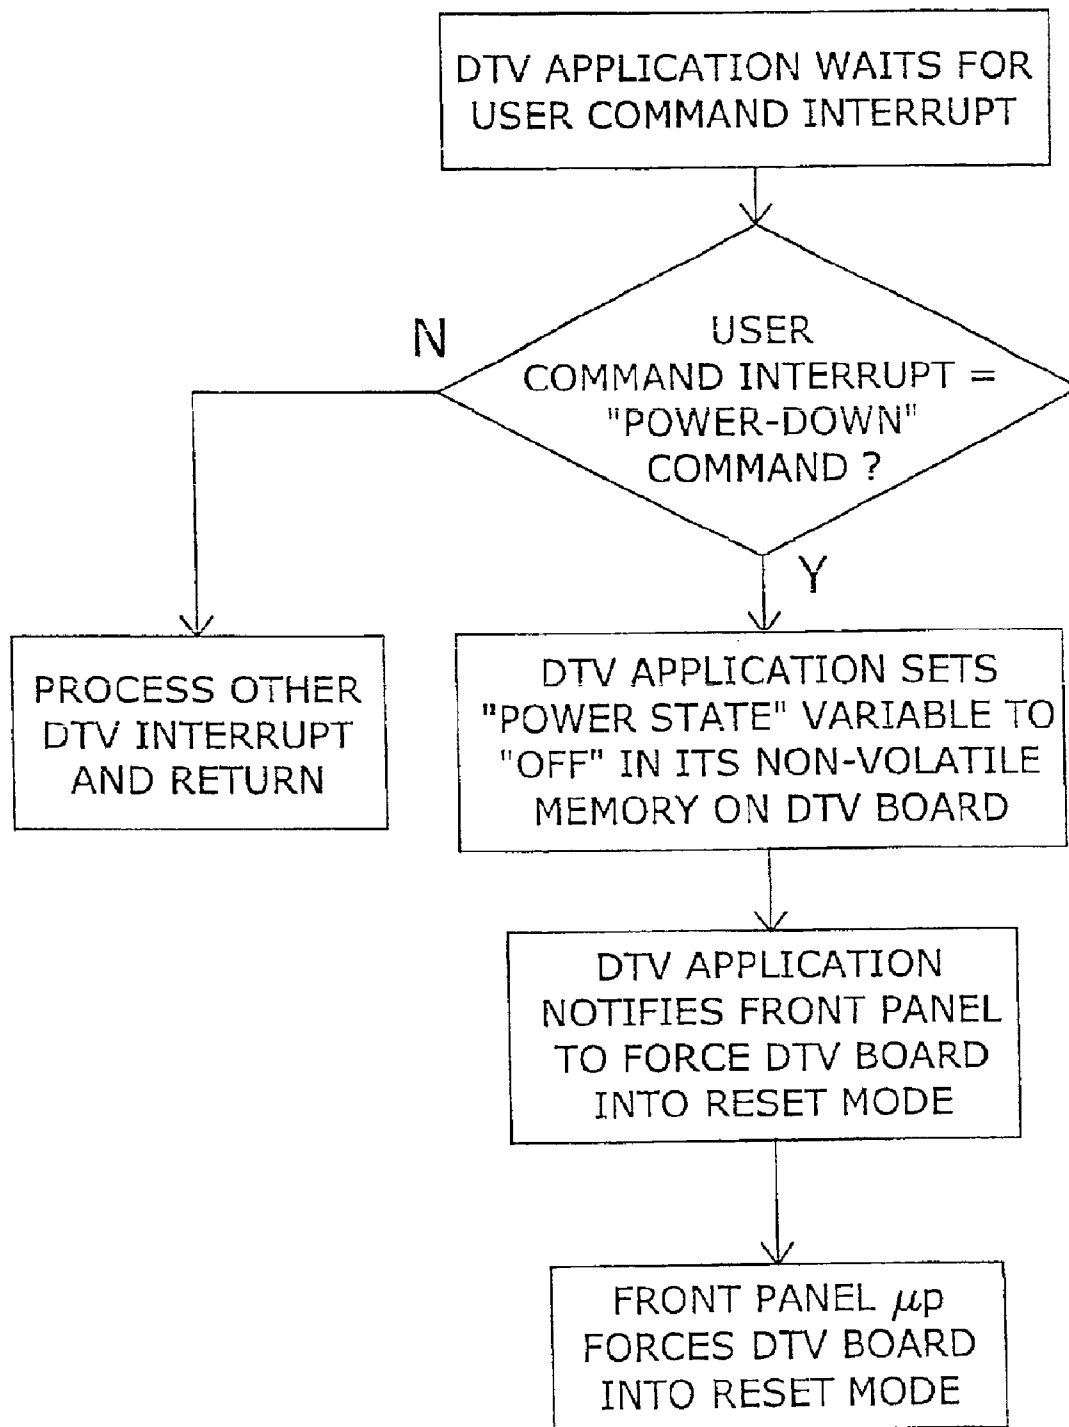 DTV APPLICATION WAITS FOR
USER COMMAND INTERRUPT
N
USER
COMMAND INTERRUPT =
"POWER-DOWN"
COMMAND ?
Y
PROCESS OTHER
DTV INTERRUPT
AND RETURN
DTV APPLICATION SETS
"POWER STATE" VARIABLE TO
"OFF" IN ITS NON-VOLATILE
MEMORY ON DTV BOARD
DTV APPLICATION
NOTIFIES FRONT PANEL
TO FORCE DTV BOARD
INTO RESET MODE
FRONT PANEL μp
FORCES DTV BOARD
INTO RESET MODE